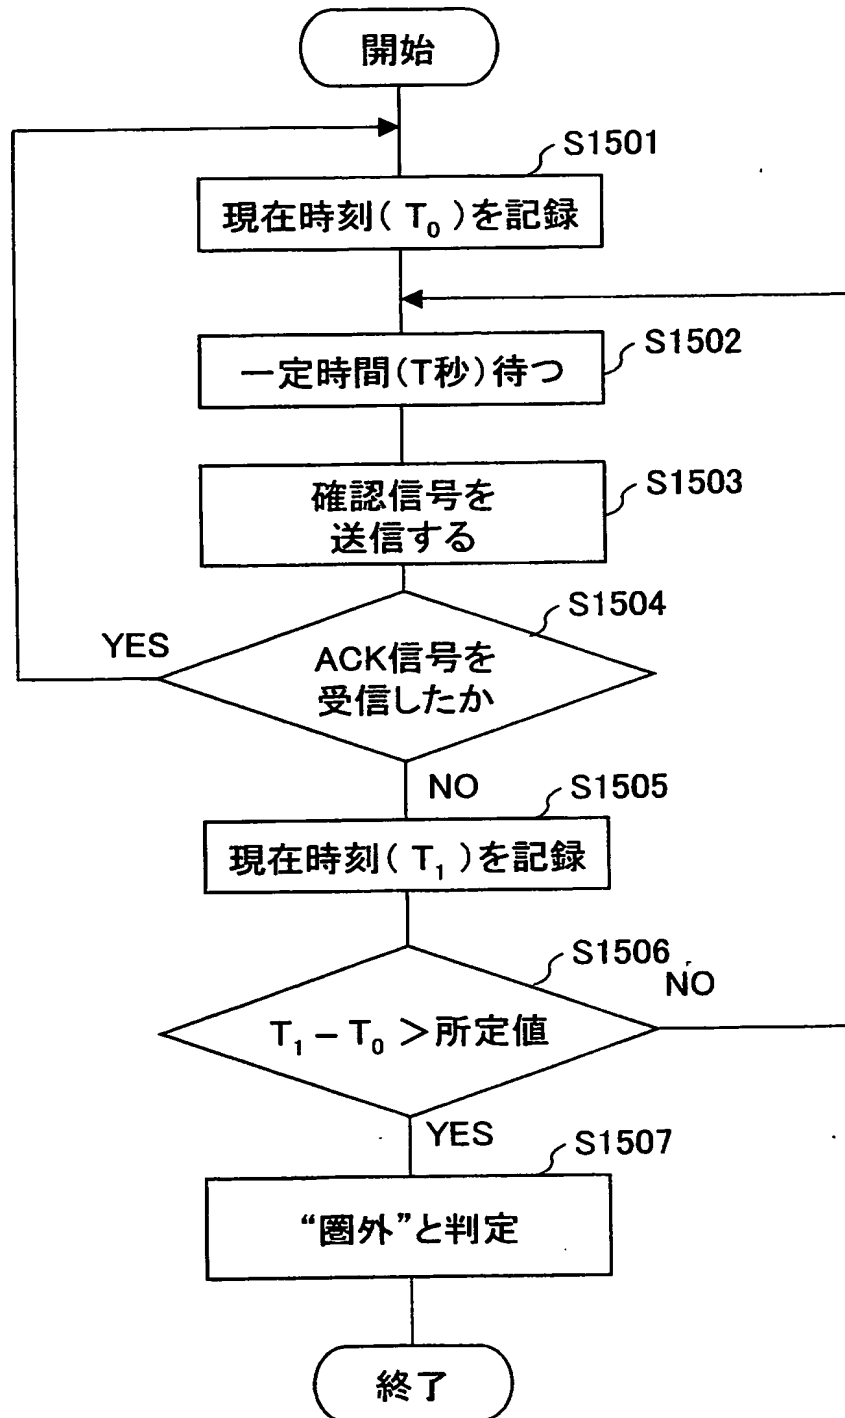 開始
S1501
現在時刻( T₀ )を記録
S1502
一定時間(T秒)待つ
S1503
確認信号を
送信する
S1504
YES
ACK信号を
受信したか
NO
S1505
現在時刻( T₁ )を記録
S1506
NO
T₁ − T₀ >所定値
YES
S1507
“圏外”と判定
終了